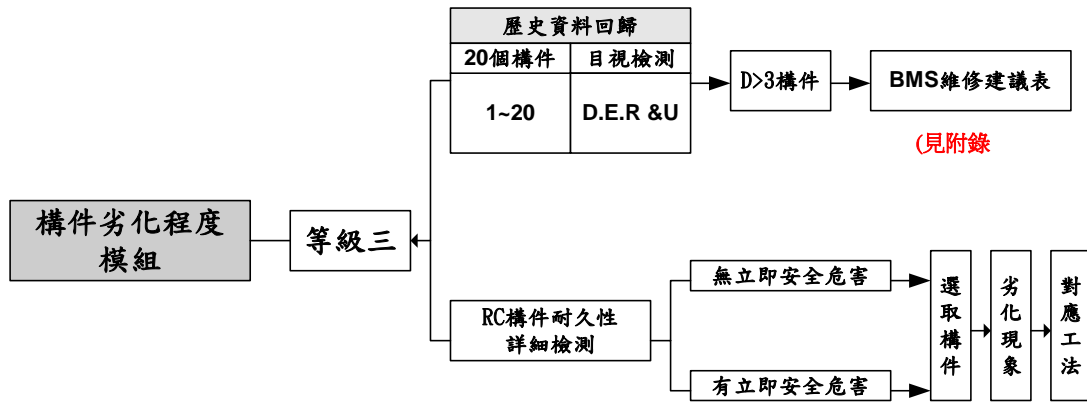 歷史資料回歸
20個構件 目視檢測
1~20 D.E.R &U
D>3構件
BMS維修建議表
(見附錄
構件劣化程度
模組
等級三
RC構件耐久性
詳細檢測
無立即安全危害
有立即安全危害
選取構件
劣化現象
對應工法